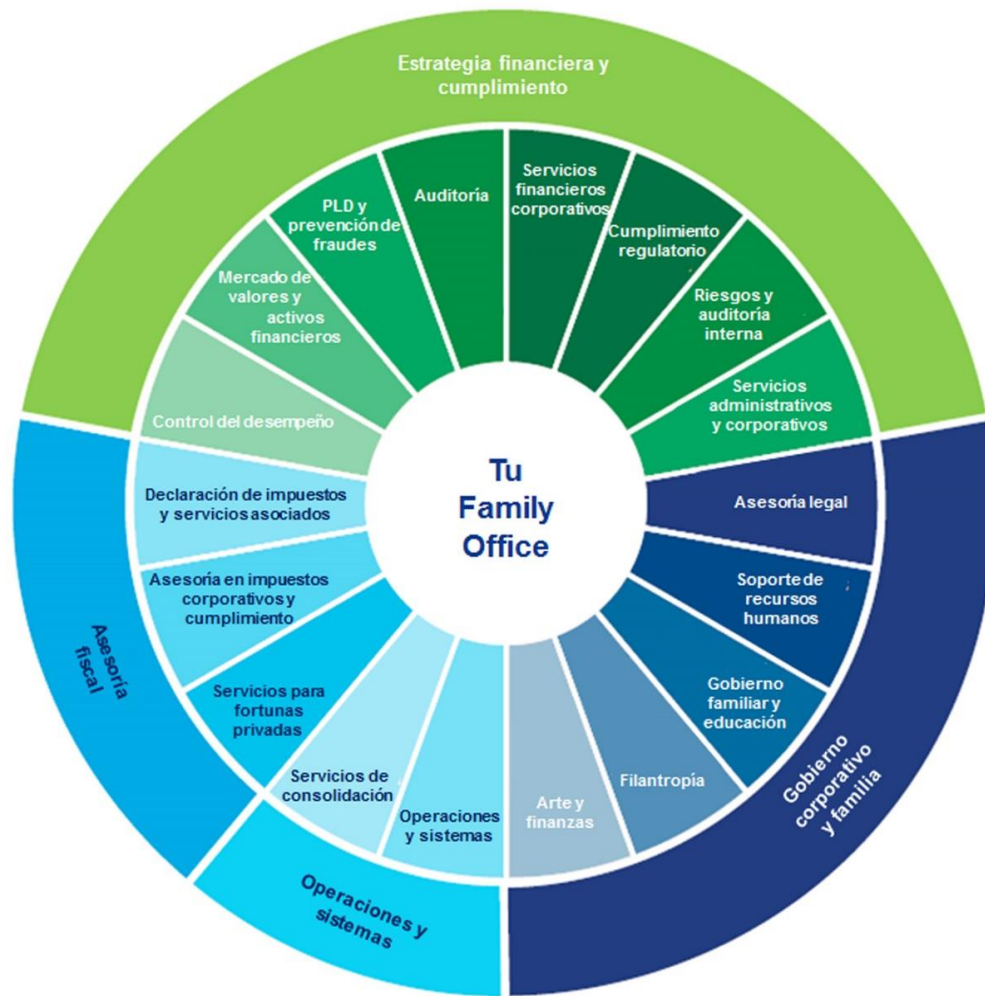 Estrategia financiera y
cumplimiento
Auditoría
Servicios
financieros
corporativos
PLD y
prevención de
fraudes
Cumplimiento
regulatorio
Mercado de
valores y
activos
financieros
Riesgos y
auditoría
interna
Control del desempeño
Servicios
administrativos
y corporativos
Tu
Family
Office
Declaración de impuestos
y servicios asociados
Asesoría legal
Asesoría en impuestos
corporativos y
cumplimiento
Soporte de
recursos
humanos
Asesoría
fiscal
Servicios para
fortunas
privadas
Gobierno
familiar y
educación
Servicios de
consolidación
Operaciones
y sistemas
Arte y
finanzas
Filantropía
Gobierno
corporativo
y familia
Operaciones y
sistemas